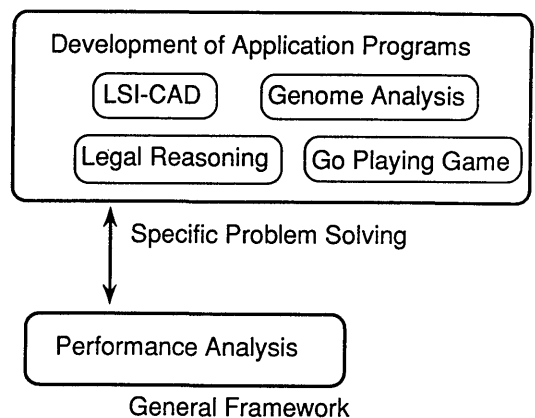 Development of Application Programs
LSI-CAD
Genome Analysis
Legal Reasoning
Go Playing Game
Specific Problem Solving
Performance Analysis
General Framework